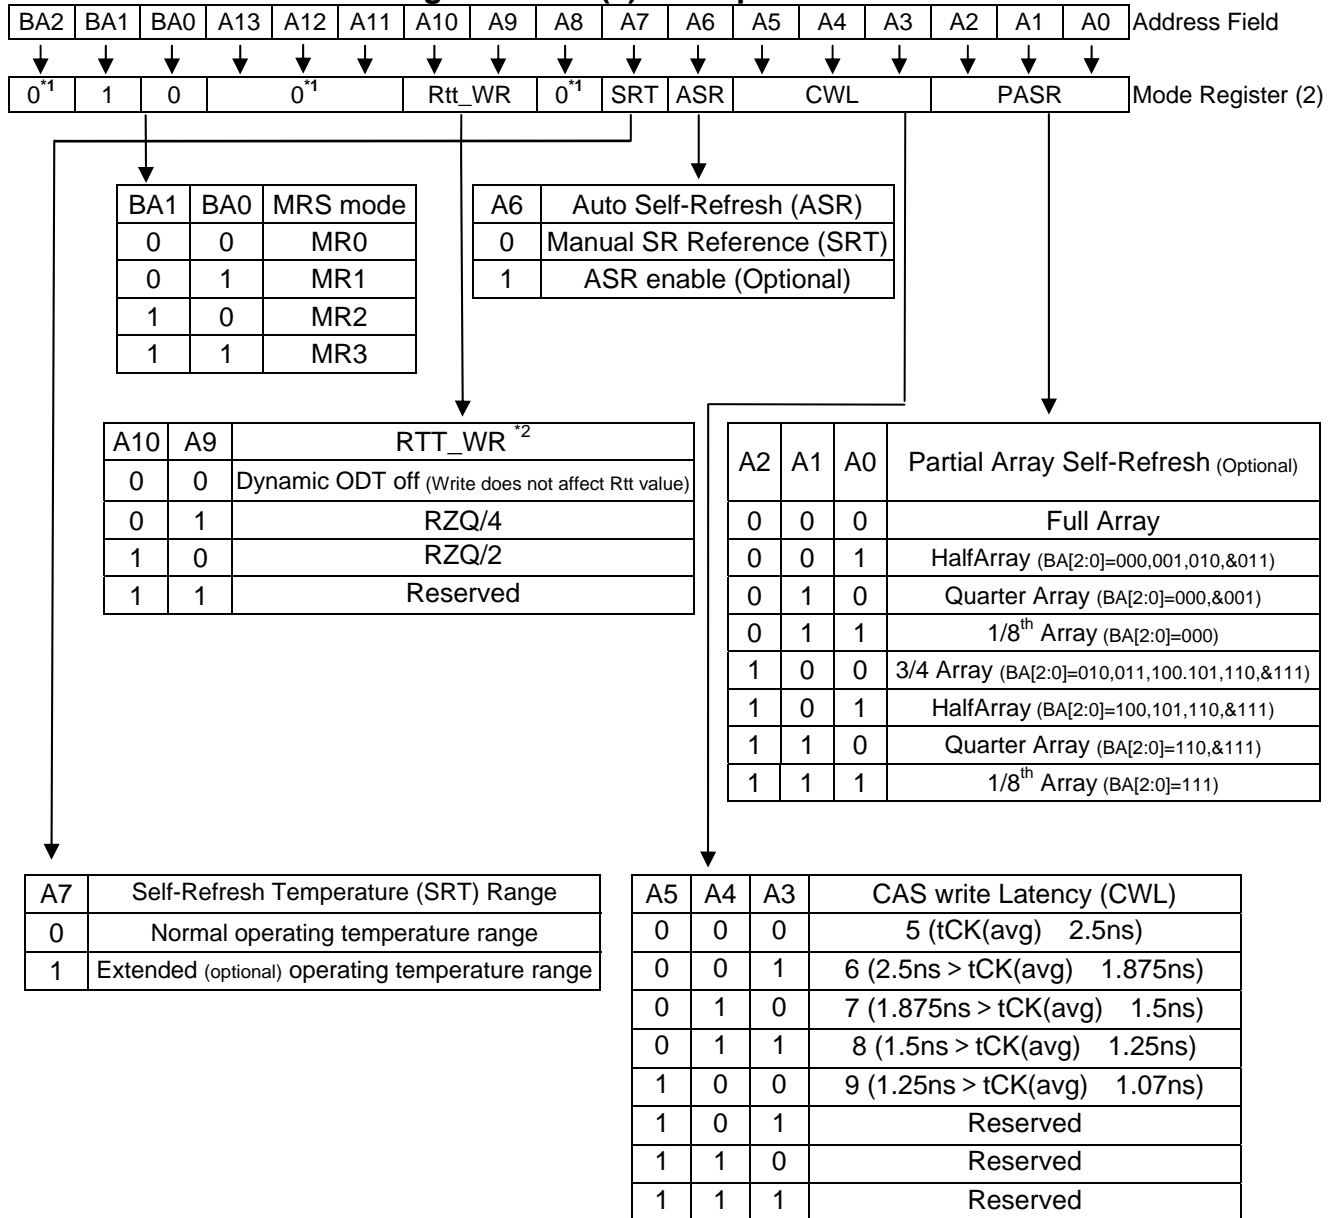 BA2 BA1 BA0 A13 A12 A11 A10 A9 A8 A7 A6 A5 A4 A3 A2 A1 A0 Address Field
0*1 1 0 0*1 Rtt_WR 0*1 SRT ASR CWL PASR Mode Register (2)
BA1 BA0 MRS mode
0 0 MR0
0 1 MR1
1 0 MR2
1 1 MR3
A6 Auto Self-Refresh (ASR)
0 Manual SR Reference (SRT)
1 ASR enable (Optional)
A10 A9 RTT_WR *2
0 0 Dynamic ODT off (Write does not affect Rtt value)
0 1 RZQ/4
1 0 RZQ/2
1 1 Reserved
A2 A1 A0 Partial Array Self-Refresh (Optional)
0 0 0 Full Array
0 0 1 HalfArray (BA[2:0]=000,001,010,&011)
0 1 0 Quarter Array (BA[2:0]=000,&001)
0 1 1 1/8th Array (BA[2:0]=000)
1 0 0 3/4 Array (BA[2:0]=010,011,100.101,110,&111)
1 0 1 HalfArray (BA[2:0]=100,101,110,&111)
1 1 0 Quarter Array (BA[2:0]=110,&111)
1 1 1 1/8th Array (BA[2:0]=111)
A7 Self-Refresh Temperature (SRT) Range
0 Normal operating temperature range
1 Extended (optional) operating temperature range
A5 A4 A3 CAS write Latency (CWL)
0 0 0 5 (tCK(avg) 2.5ns)
0 0 1 6 (2.5ns > tCK(avg) 1.875ns)
0 1 0 7 (1.875ns > tCK(avg) 1.5ns)
0 1 1 8 (1.5ns > tCK(avg) 1.25ns)
1 0 0 9 (1.25ns > tCK(avg) 1.07ns)
1 0 1 Reserved
1 1 0 Reserved
1 1 1 Reserved